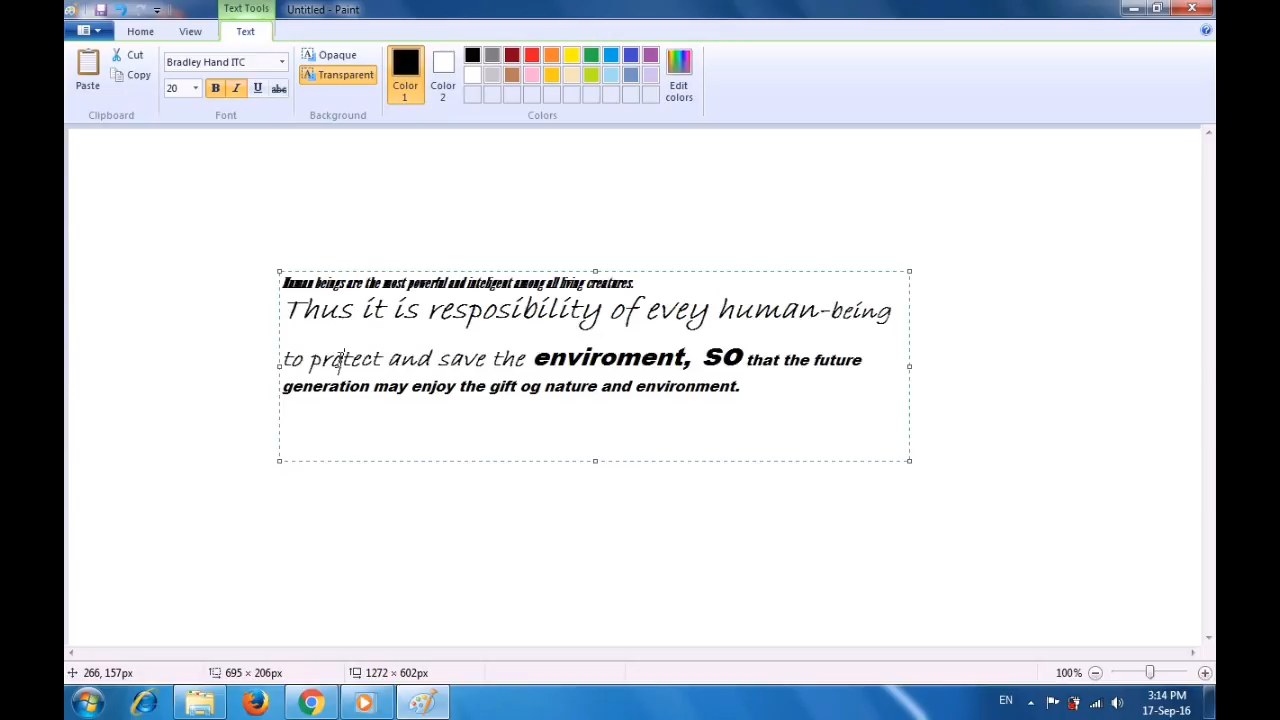 Text Tools
Untitled - Paint
Home View Text
Cut
Copy
Paste
Clipboard
Bradley Hand ITC
20 B I U abc
Font
Opaque
Transparent
Background
Color 1
Color 2
Edit colors
Colors
Human beings are the most powerful and inteligent among all living creatures.
Thus it is resposibility of evey human-being
to protect and save the enviroment, SO that the future
generation may enjoy the gift og nature and environment.
266, 157px
695 × 206px
1272 × 602px
100%
EN
3:14 PM
17-Sep-16